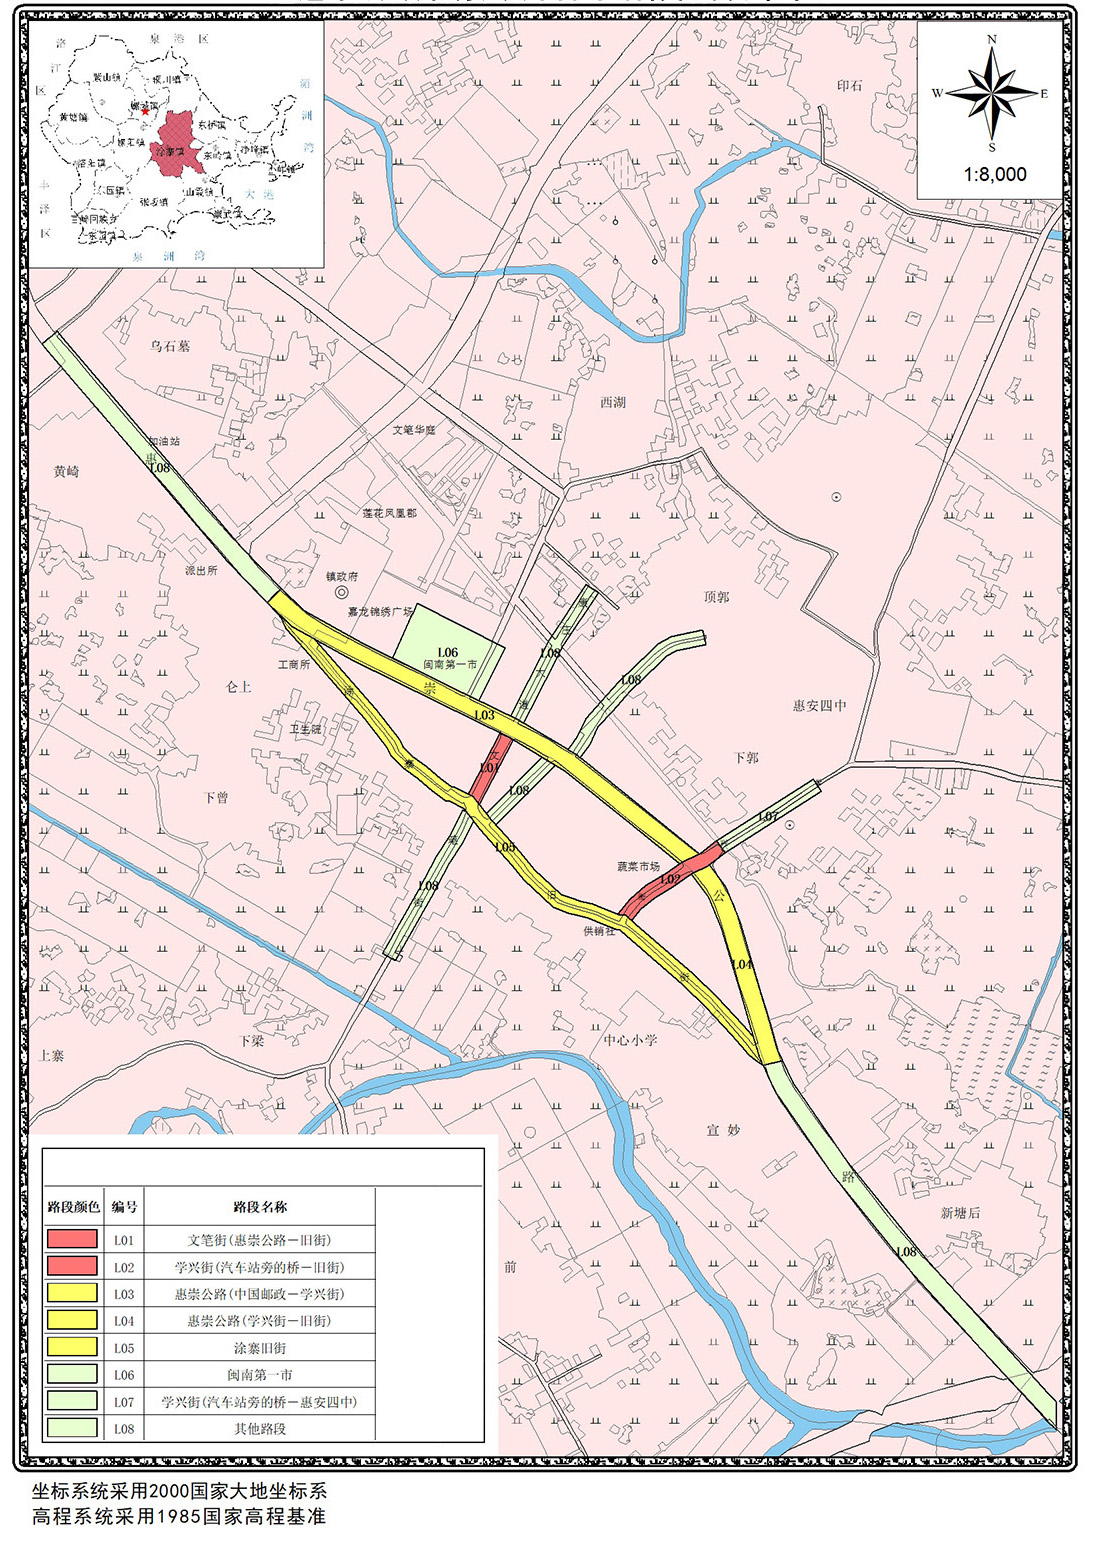 泉 港 区
洛
江
区
紫山镇
黄塘镇
涂寨镇
东桥镇
东岭镇
张坂镇
山霞镇
大 港
湄
洲
湾
丰
泽
区
泉 洲 湾
N
W
E
S
1:8,000
印石
乌石墓
西湖
文笔华庭
加油站
惠
L08
黄崎
莲花凤凰郡
派出所
镇政府
嘉龙锦绣广场
顶郭
L06
闽南第一市
L08
L08
工商所
仑上
崇
L03
惠安四中
卫生院
文
L01
下郭
寨
L08
下曾
L07
L05
蔬菜市场
L02
L08
街
旧
公
供销社
L04
中心小学
下梁
上寨
宣 妙
路
新塘后
L08
前
路段颜色 编号 路段名称
L01 文笔街(惠崇公路-旧街)
L02 学兴街(汽车站旁的桥-旧街)
L03 惠崇公路(中国邮政-学兴街)
L04 惠崇公路(学兴街-旧街)
L05 涂寨旧街
L06 闽南第一市
L07 学兴街(汽车站旁的桥-惠安四中)
L08 其他路段
坐标系统采用2000国家大地坐标系
高程系统采用1985国家高程基准